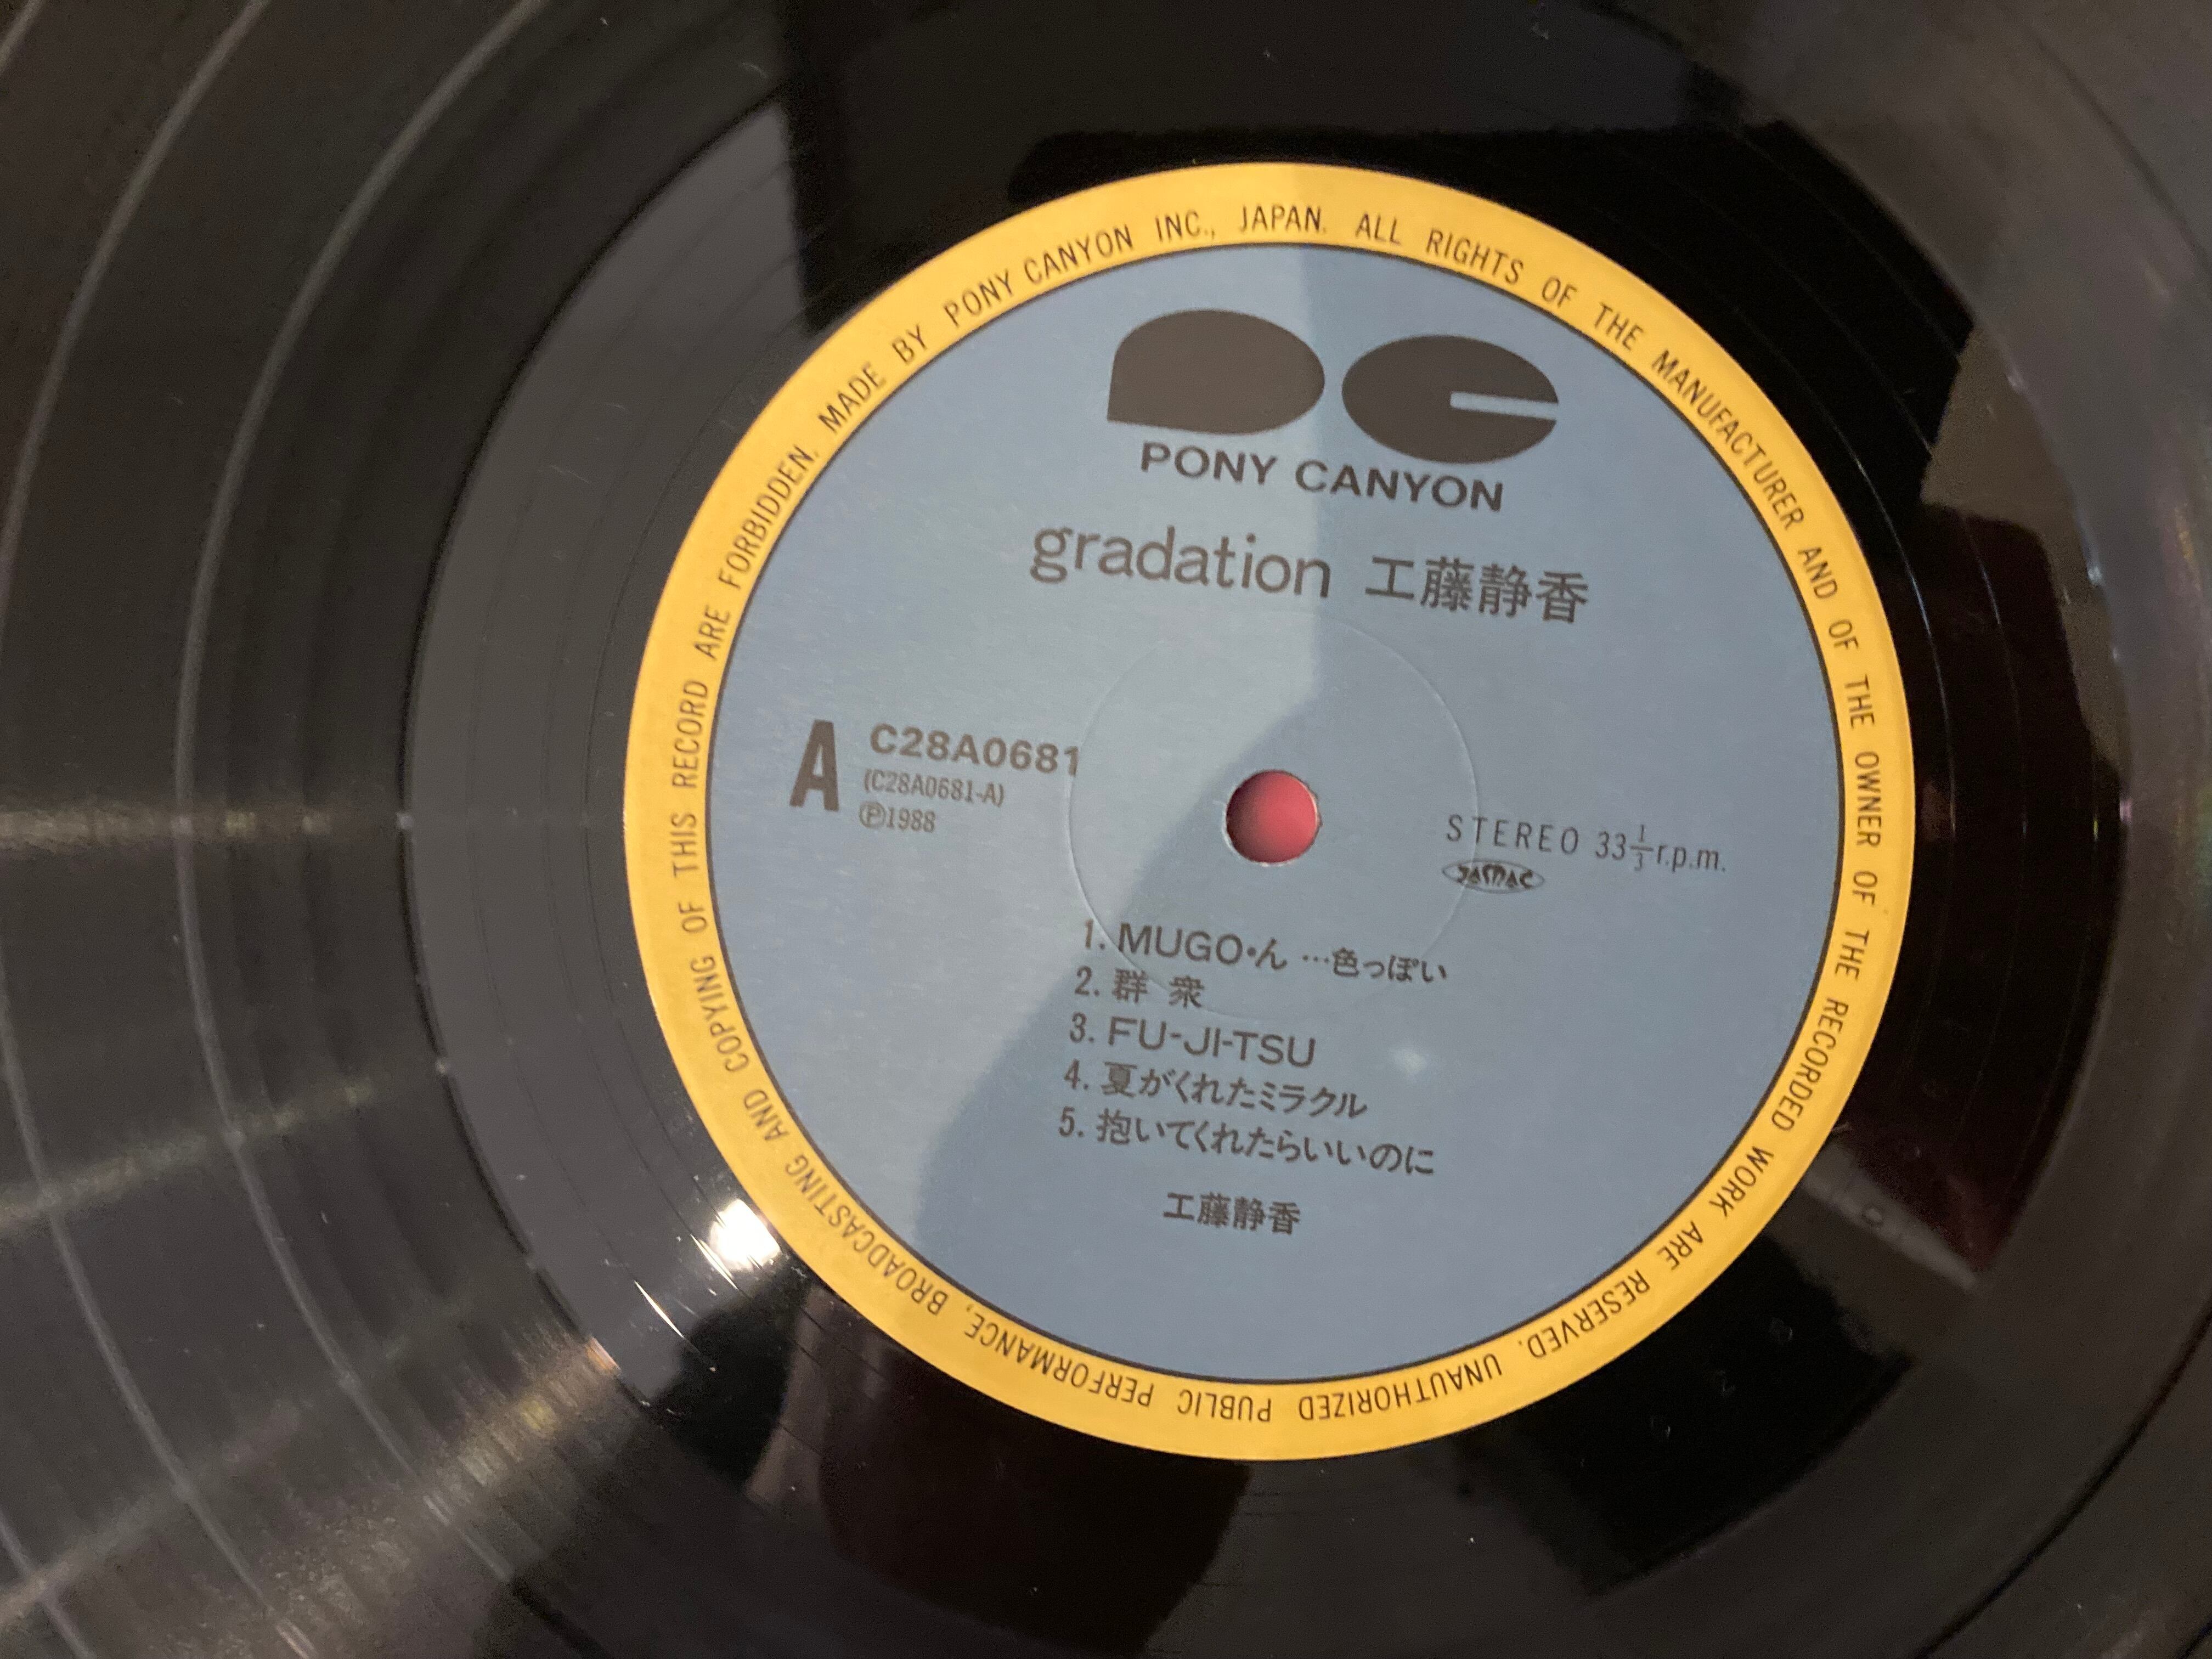 MADE BY PONY CANYON INC., JAPAN. ALL RIGHTS OF THE MANUFACTURER AND OF THE OWNER OF THE RECORDED WORK ARE RESERVED. UNAUTHORIZED PUBLIC PERFORMANCE, BROADCASTING AND COPYING OF THIS RECORD ARE FORBIDDEN.
PC
PONY CANYON
gradation 工藤静香
A C28A0681
(C28A0681-A)
℗1988
STEREO 33 1/3 r.p.m.
JASRAC
1. MUGO・ん…色っぽい
2. 群 衆
3. FU-JI-TSU
4. 夏がくれたミラクル
5. 抱いてくれたらいいのに
工藤静香